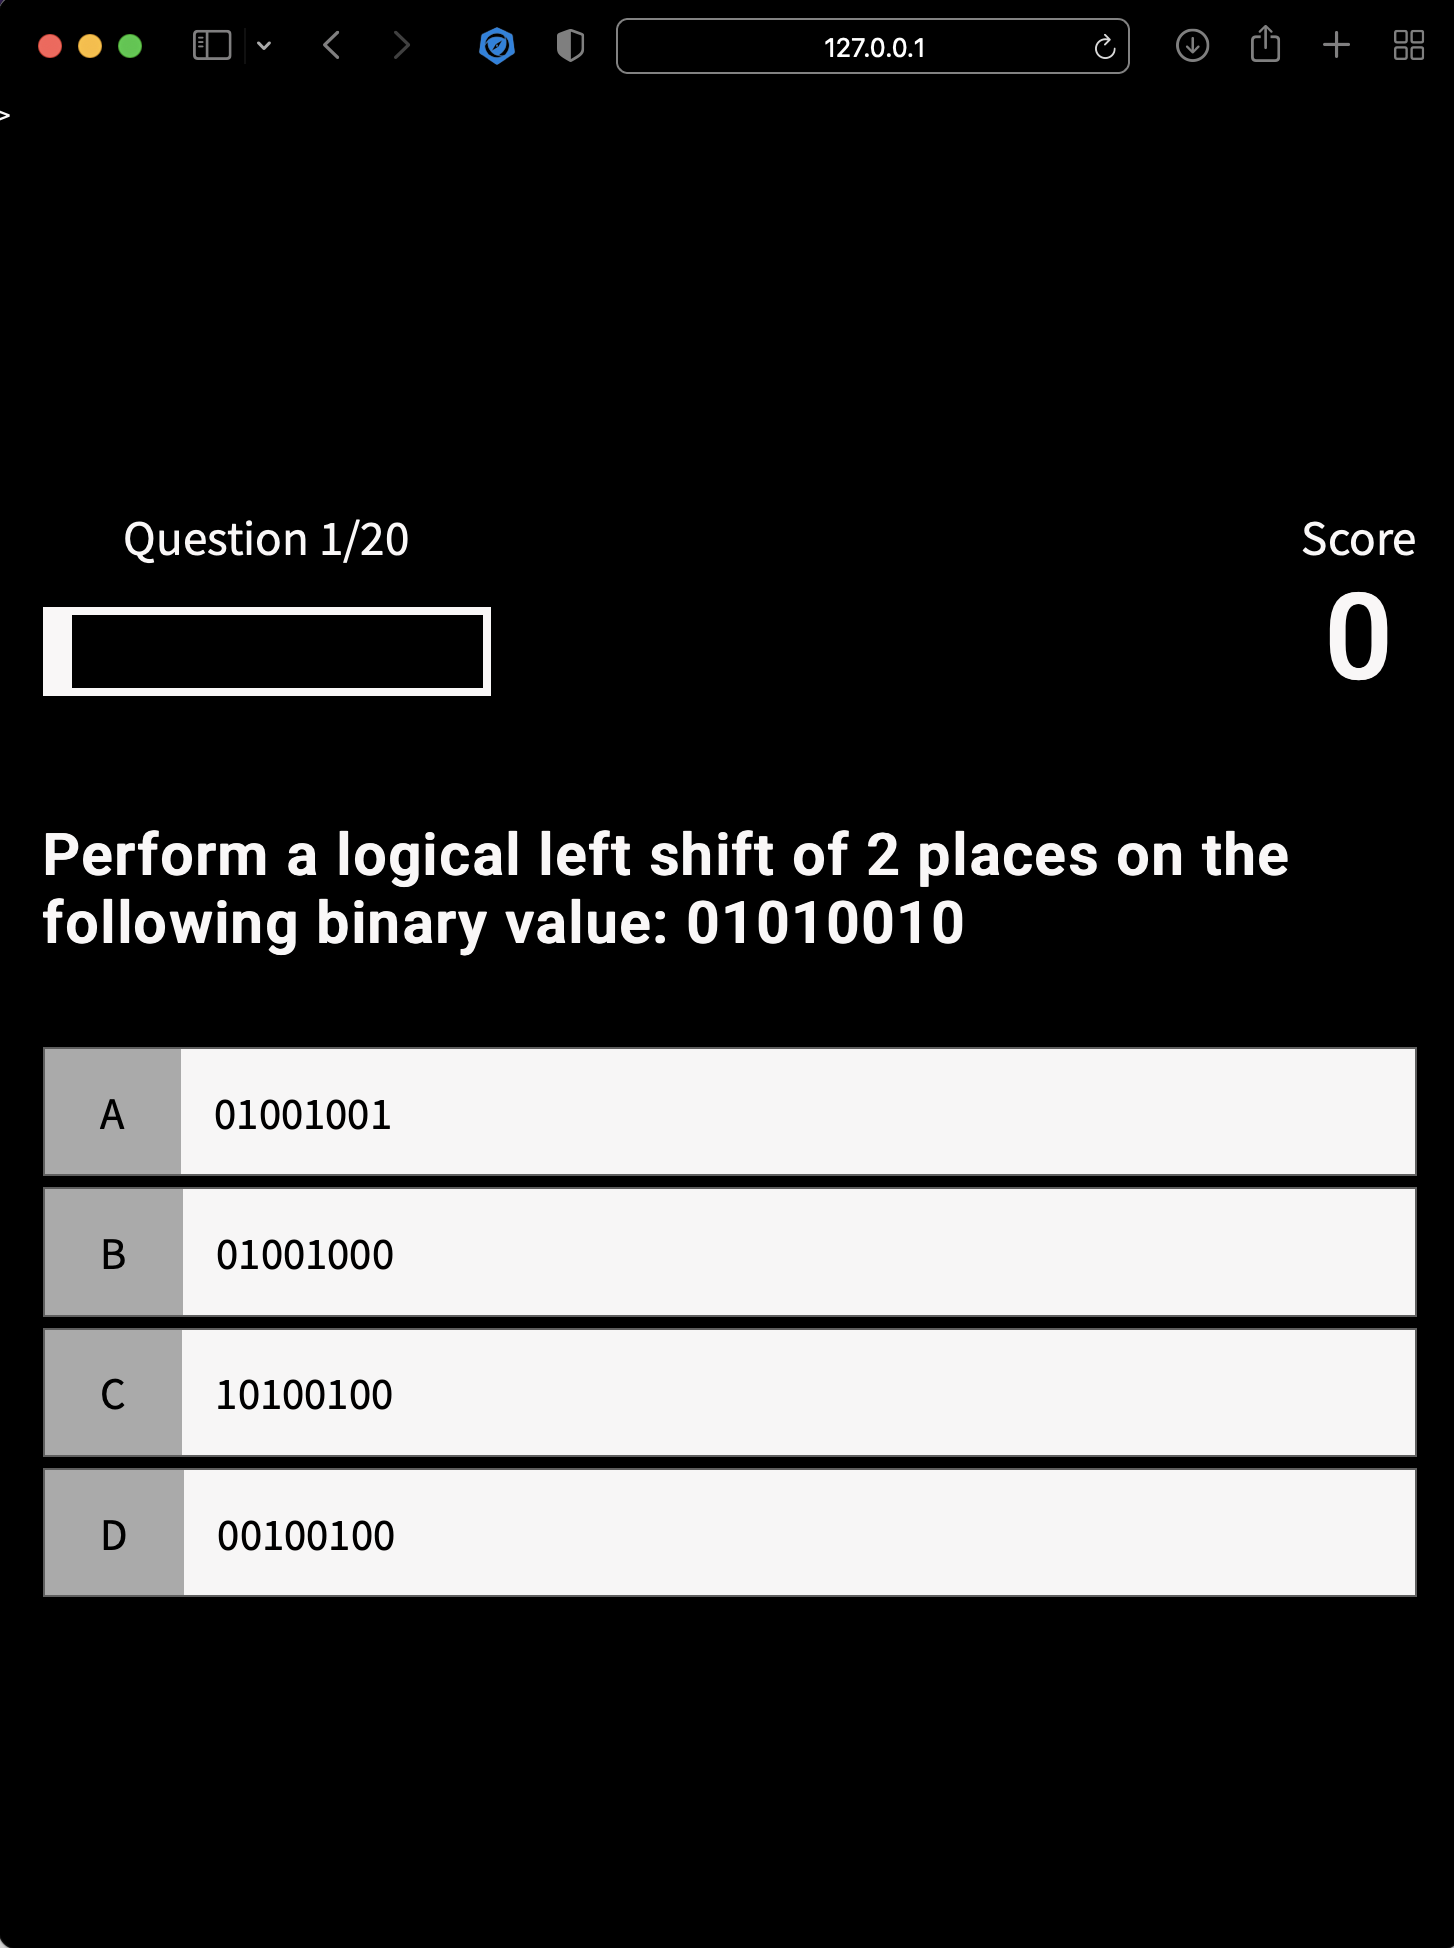 127.0.0.1
>
Question 1/20
Score
0
Perform a logical left shift of 2 places on the
following binary value: 01010010
A 01001001
B 01001000
C 10100100
D 00100100